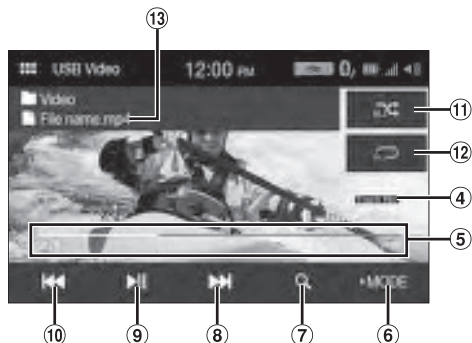 ⑬
USB Video 12:00 PM
Video
File name.mp4
⑪
⑫
④
⑤
MODE
⑩ ⑨ ⑧ ⑦ ⑥